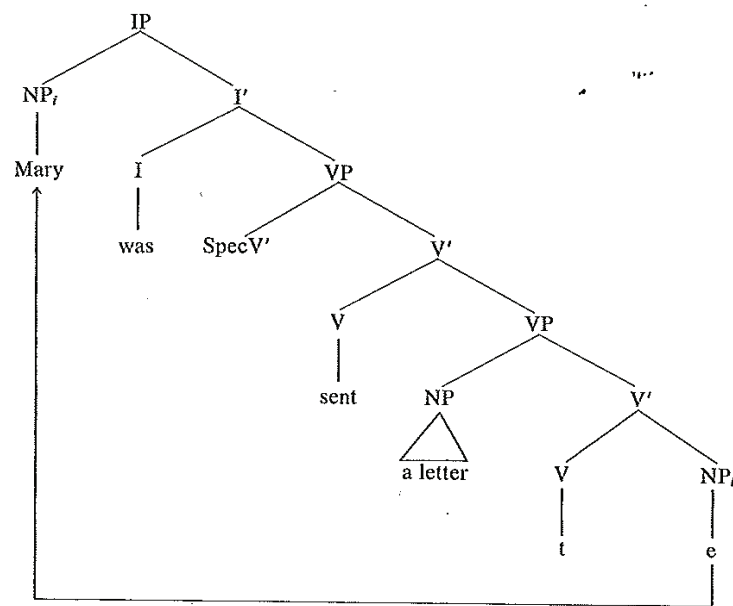 IP
NPi I'
Mary I VP
was SpecV' V'
V VP
sent NP V'
a letter V NPi
t e